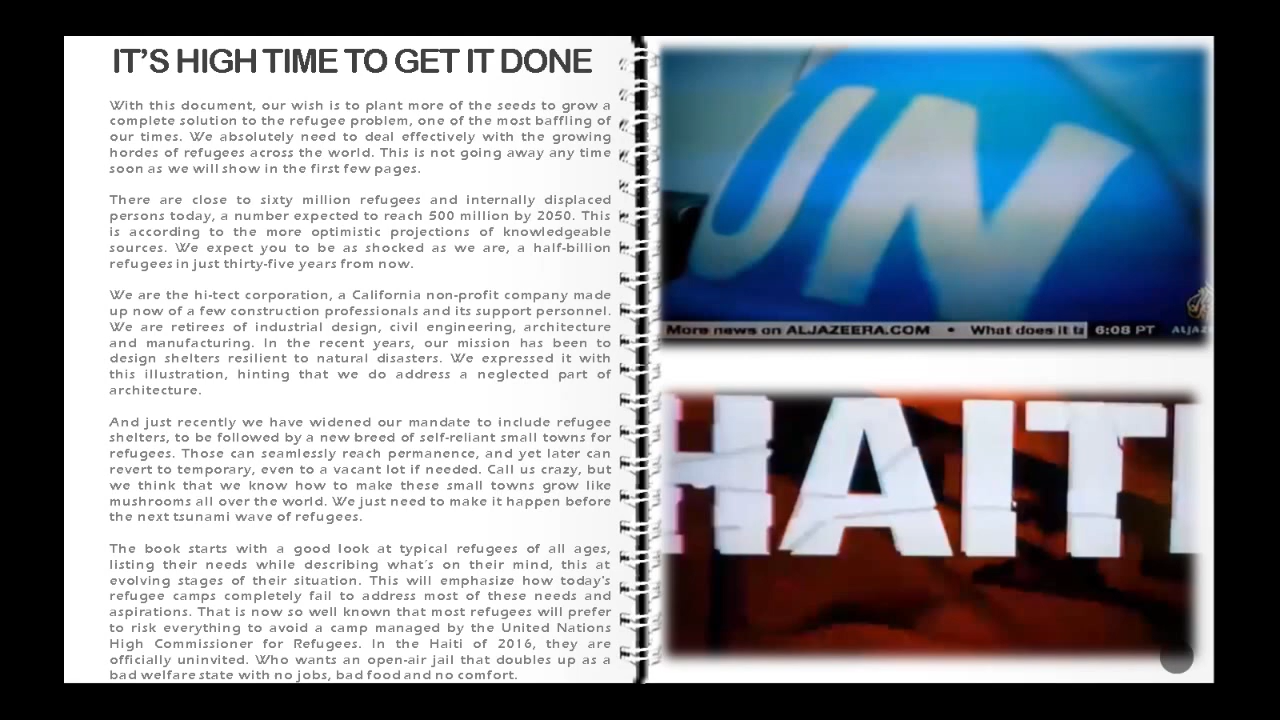 IT'S HIGH TIME TO GET IT DONE
With this document, our wish is to plant more of the seeds to grow a
complete solution to the refugee problem, one of the most baffling of
our times. We absolutely need to deal effectively with the growing
hordes of refugees across the world. This is not going away any time
soon as we will show in the first few pages.
There are close to sixty million refugees and internally displaced
persons today, a number expected to reach 500 million by 2050. This
is according to the more optimistic projections of knowledgeable
sources. We expect you to be as shocked as we are, a half-billion
refugees in just thirty-five years from now.
We are the hi-tect corporation, a California non-profit company made
up now of a few construction professionals and its support personnel.
We are retirees of industrial design, civil engineering, architecture
and manufacturing. In the recent years, our mission has been to
design shelters resilient to natural disasters. We expressed it with
this illustration, hinting that we do address a neglected part of
architecture.
And just recently we have widened our mandate to include refugee
shelters, to be followed by a new breed of self-reliant small towns for
refugees. Those can seamlessly reach permanence, and yet later can
revert to temporary, even to a vacant lot if needed. Call us crazy, but
we think that we know how to make these small towns grow like
mushrooms all over the world. We just need to make it happen before
the next tsunami wave of refugees.
The book starts with a good look at typical refugees of all ages,
listing their needs while describing what's on their mind, this at
evolving stages of their situation. This will emphasize how today's
refugee camps completely fail to address most of these needs and
aspirations. That is now so well known that most refugees will prefer
to risk everything to avoid a camp managed by the United Nations
High Commissioner for Refugees. In the Haiti of 2016, they are
officially uninvited. Who wants an open-air jail that doubles up as a
bad welfare state with no jobs, bad food and no comfort.
UN
More news on ALJAZEERA.COM • What does it ta 6:08 PT ALJAZ
HAITI